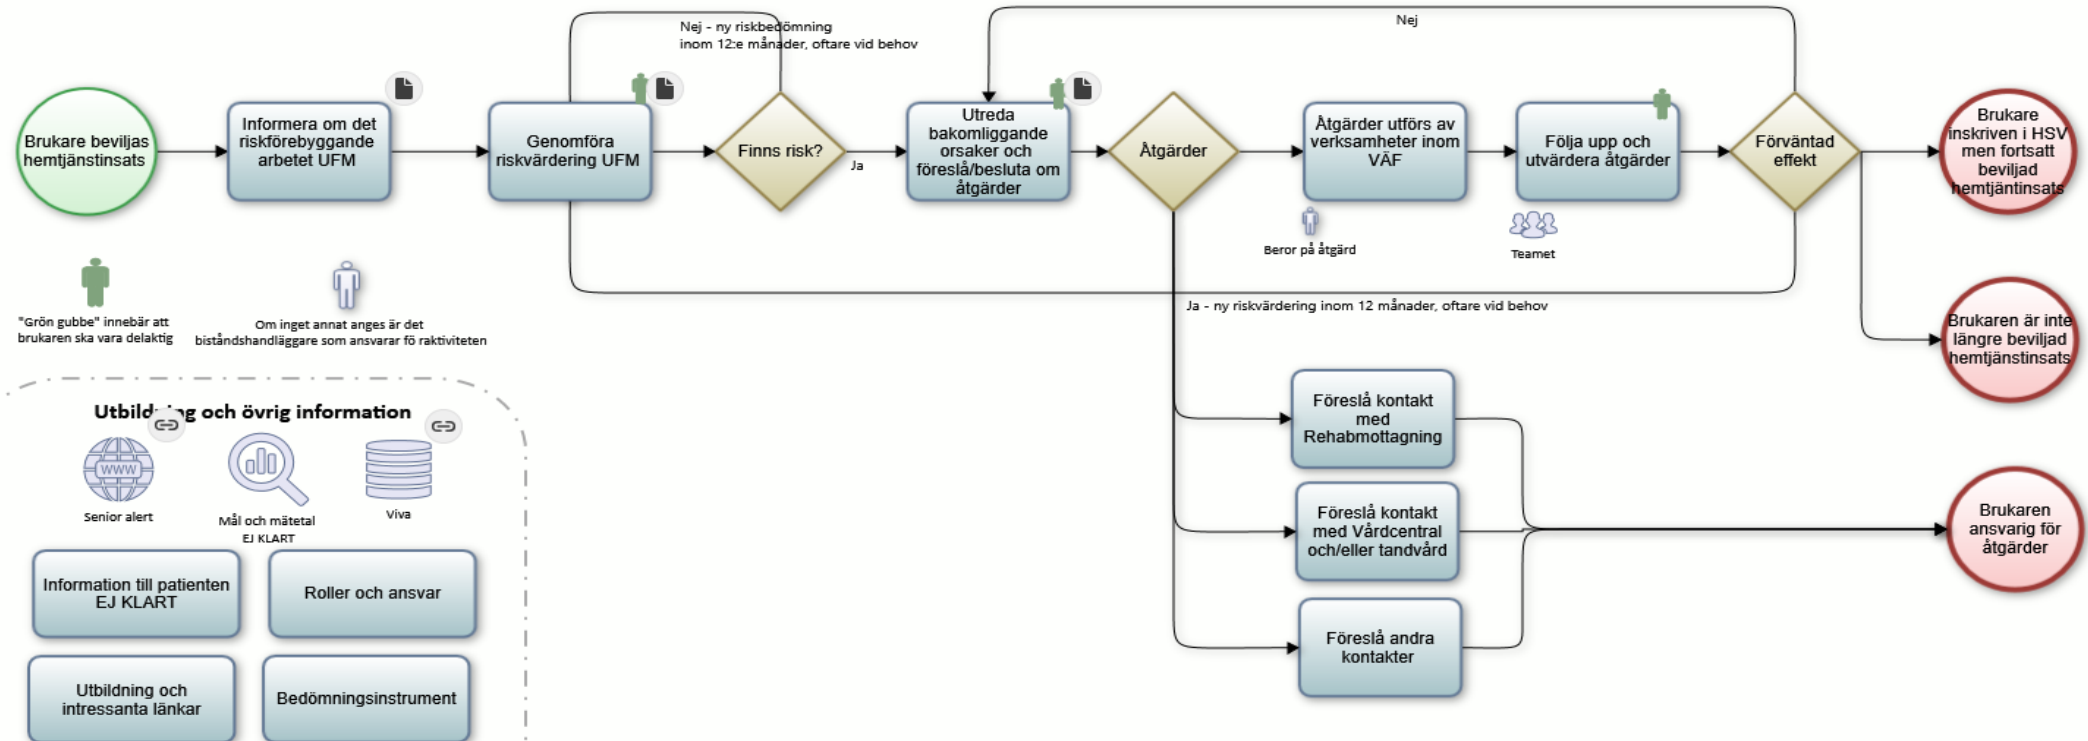 Nej - ny riskbedömning
inom 12:e månader, oftare vid behov
Nej
Brukare beviljas
hemtjänstinsats
Informera om det
riskförebyggande
arbetet UFM
Genomföra
riskvärdering UFM
Finns risk?
Ja
Utreda
bakomliggande
orsaker och
föreslå/besluta om
åtgärder
Åtgärder
Åtgärder utförs av
verksamheter inom
VÄF
Följa upp och
utvärdera åtgärder
Förväntad
effekt
Brukare
inskriven i HSV
men fortsatt
beviljad
hemtjäntinsats
Beror på åtgärd
Teamet
Ja - ny riskvärdering inom 12 månader, oftare vid behov
"Grön gubbe" innebär att
brukaren ska vara delaktig
Om inget annat anges är det
biståndshandläggare som ansvarar fö raktiviteten
Brukaren är inte
längre beviljad
hemtjänstinsats
Föreslå kontakt
med
Rehabmottagning
Föreslå kontakt
med Vårdcentral
och/eller tandvård
Föreslå andra
kontakter
Brukaren
ansvarig för
åtgärder
Utbildning och övrig information
WWW
Senior alert
Mål och mätetal
EJ KLART
Viva
Information till patienten
EJ KLART
Roller och ansvar
Utbildning och
intressanta länkar
Bedömningsinstrument